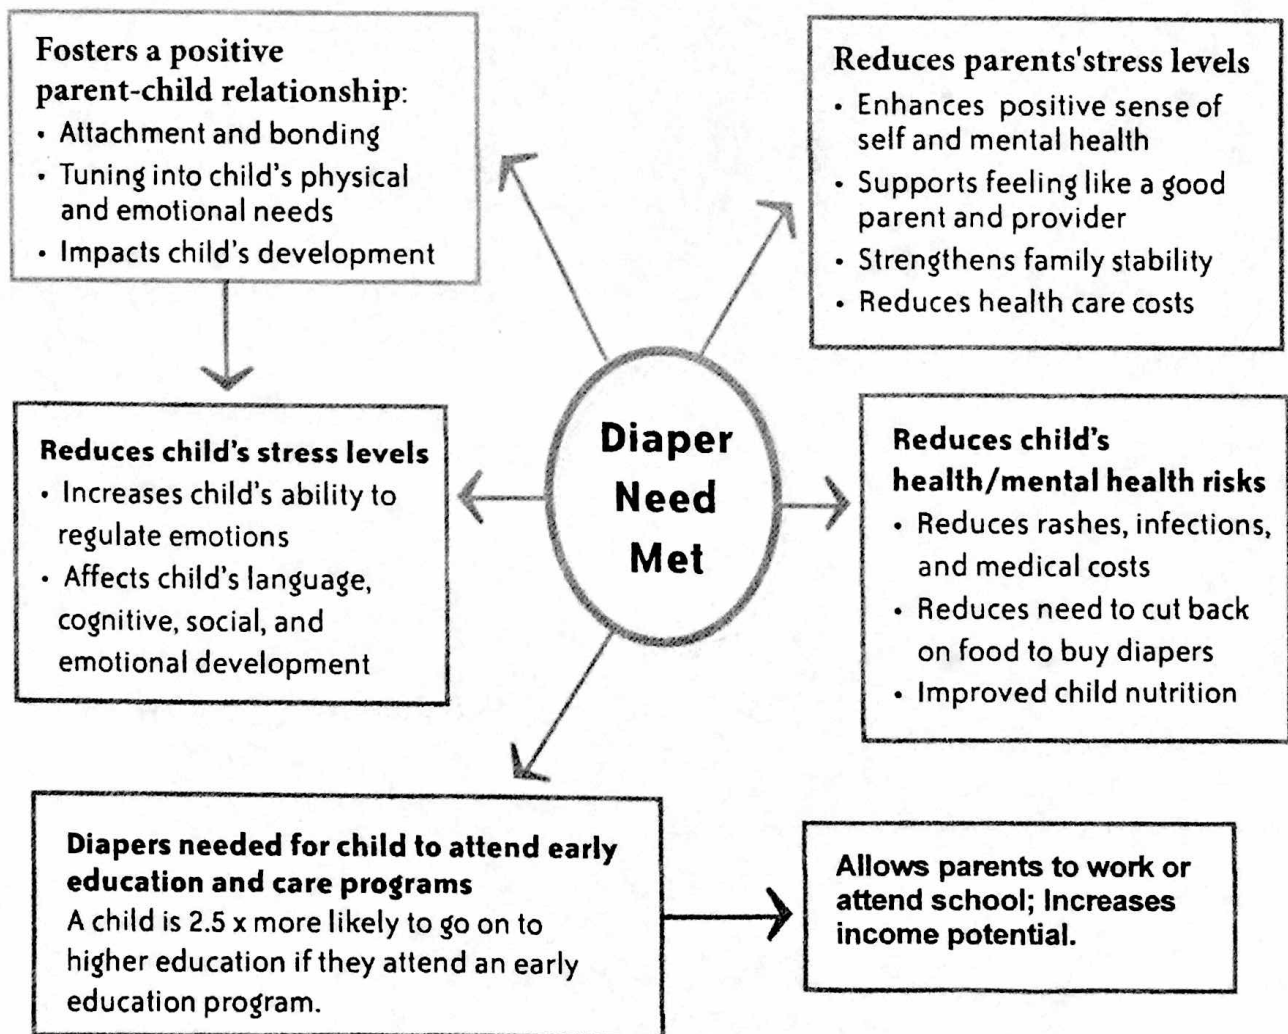 Fosters a positive
parent-child relationship:
• Attachment and bonding
• Tuning into child's physical
and emotional needs
• Impacts child's development
Reduces parents'stress levels
• Enhances positive sense of
self and mental health
• Supports feeling like a good
parent and provider
• Strengthens family stability
• Reduces health care costs
Diaper
Need
Met
Reduces child's stress levels
• Increases child's ability to
regulate emotions
• Affects child's language,
cognitive, social, and
emotional development
Reduces child's
health/mental health risks
• Reduces rashes, infections,
and medical costs
• Reduces need to cut back
on food to buy diapers
• Improved child nutrition
Diapers needed for child to attend early
education and care programs
A child is 2.5 x more likely to go on to
higher education if they attend an early
education program.
Allows parents to work or
attend school; Increases
income potential.